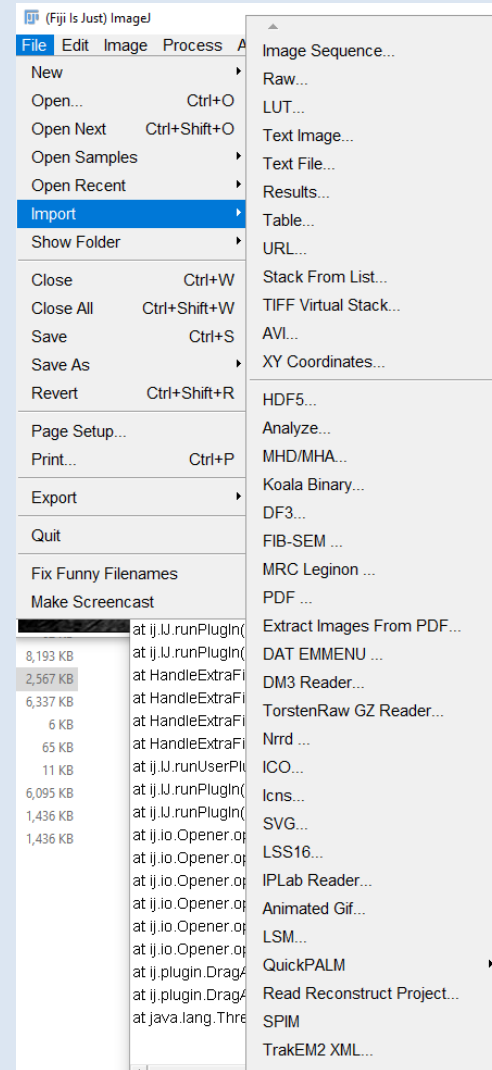 (Fiji Is Just) ImageJ
File Edit Image Process A
New
Open... Ctrl+O
Open Next Ctrl+Shift+O
Open Samples
Open Recent
Import
Show Folder
Close Ctrl+W
Close All Ctrl+Shift+W
Save Ctrl+S
Save As
Revert Ctrl+Shift+R
Page Setup...
Print... Ctrl+P
Export
Quit
Fix Funny Filenames
Make Screencast
Image Sequence...
Raw...
LUT...
Text Image...
Text File...
Results...
Table...
URL...
Stack From List...
TIFF Virtual Stack...
AVI...
XY Coordinates...
HDF5...
Analyze...
MHD/MHA...
Koala Binary...
DF3...
FIB-SEM ...
MRC Leginon ...
PDF ...
Extract Images From PDF...
DAT EMMENU ...
DM3 Reader...
TorstenRaw GZ Reader...
Nrrd ...
ICO...
Icns...
SVG...
LSS16...
IPLab Reader...
Animated Gif...
LSM...
QuickPALM
Read Reconstruct Project...
SPIM
TrakEM2 XML...
8,193 KB
2,567 KB
6,337 KB
6 KB
65 KB
11 KB
6,095 KB
1,436 KB
1,436 KB
at ij.IJ.runPlugIn(
at ij.IJ.runPlugIn(
at HandleExtraFi
at HandleExtraFi
at HandleExtraFi
at HandleExtraFi
at ij.IJ.runUserPlu
at ij.IJ.runPlugIn(
at ij.IJ.runPlugIn(
at ij.io.Opener.op
at ij.io.Opener.op
at ij.io.Opener.op
at ij.io.Opener.op
at ij.io.Opener.op
at ij.plugin.DragA
at ij.plugin.DragA
at java.lang.Thre